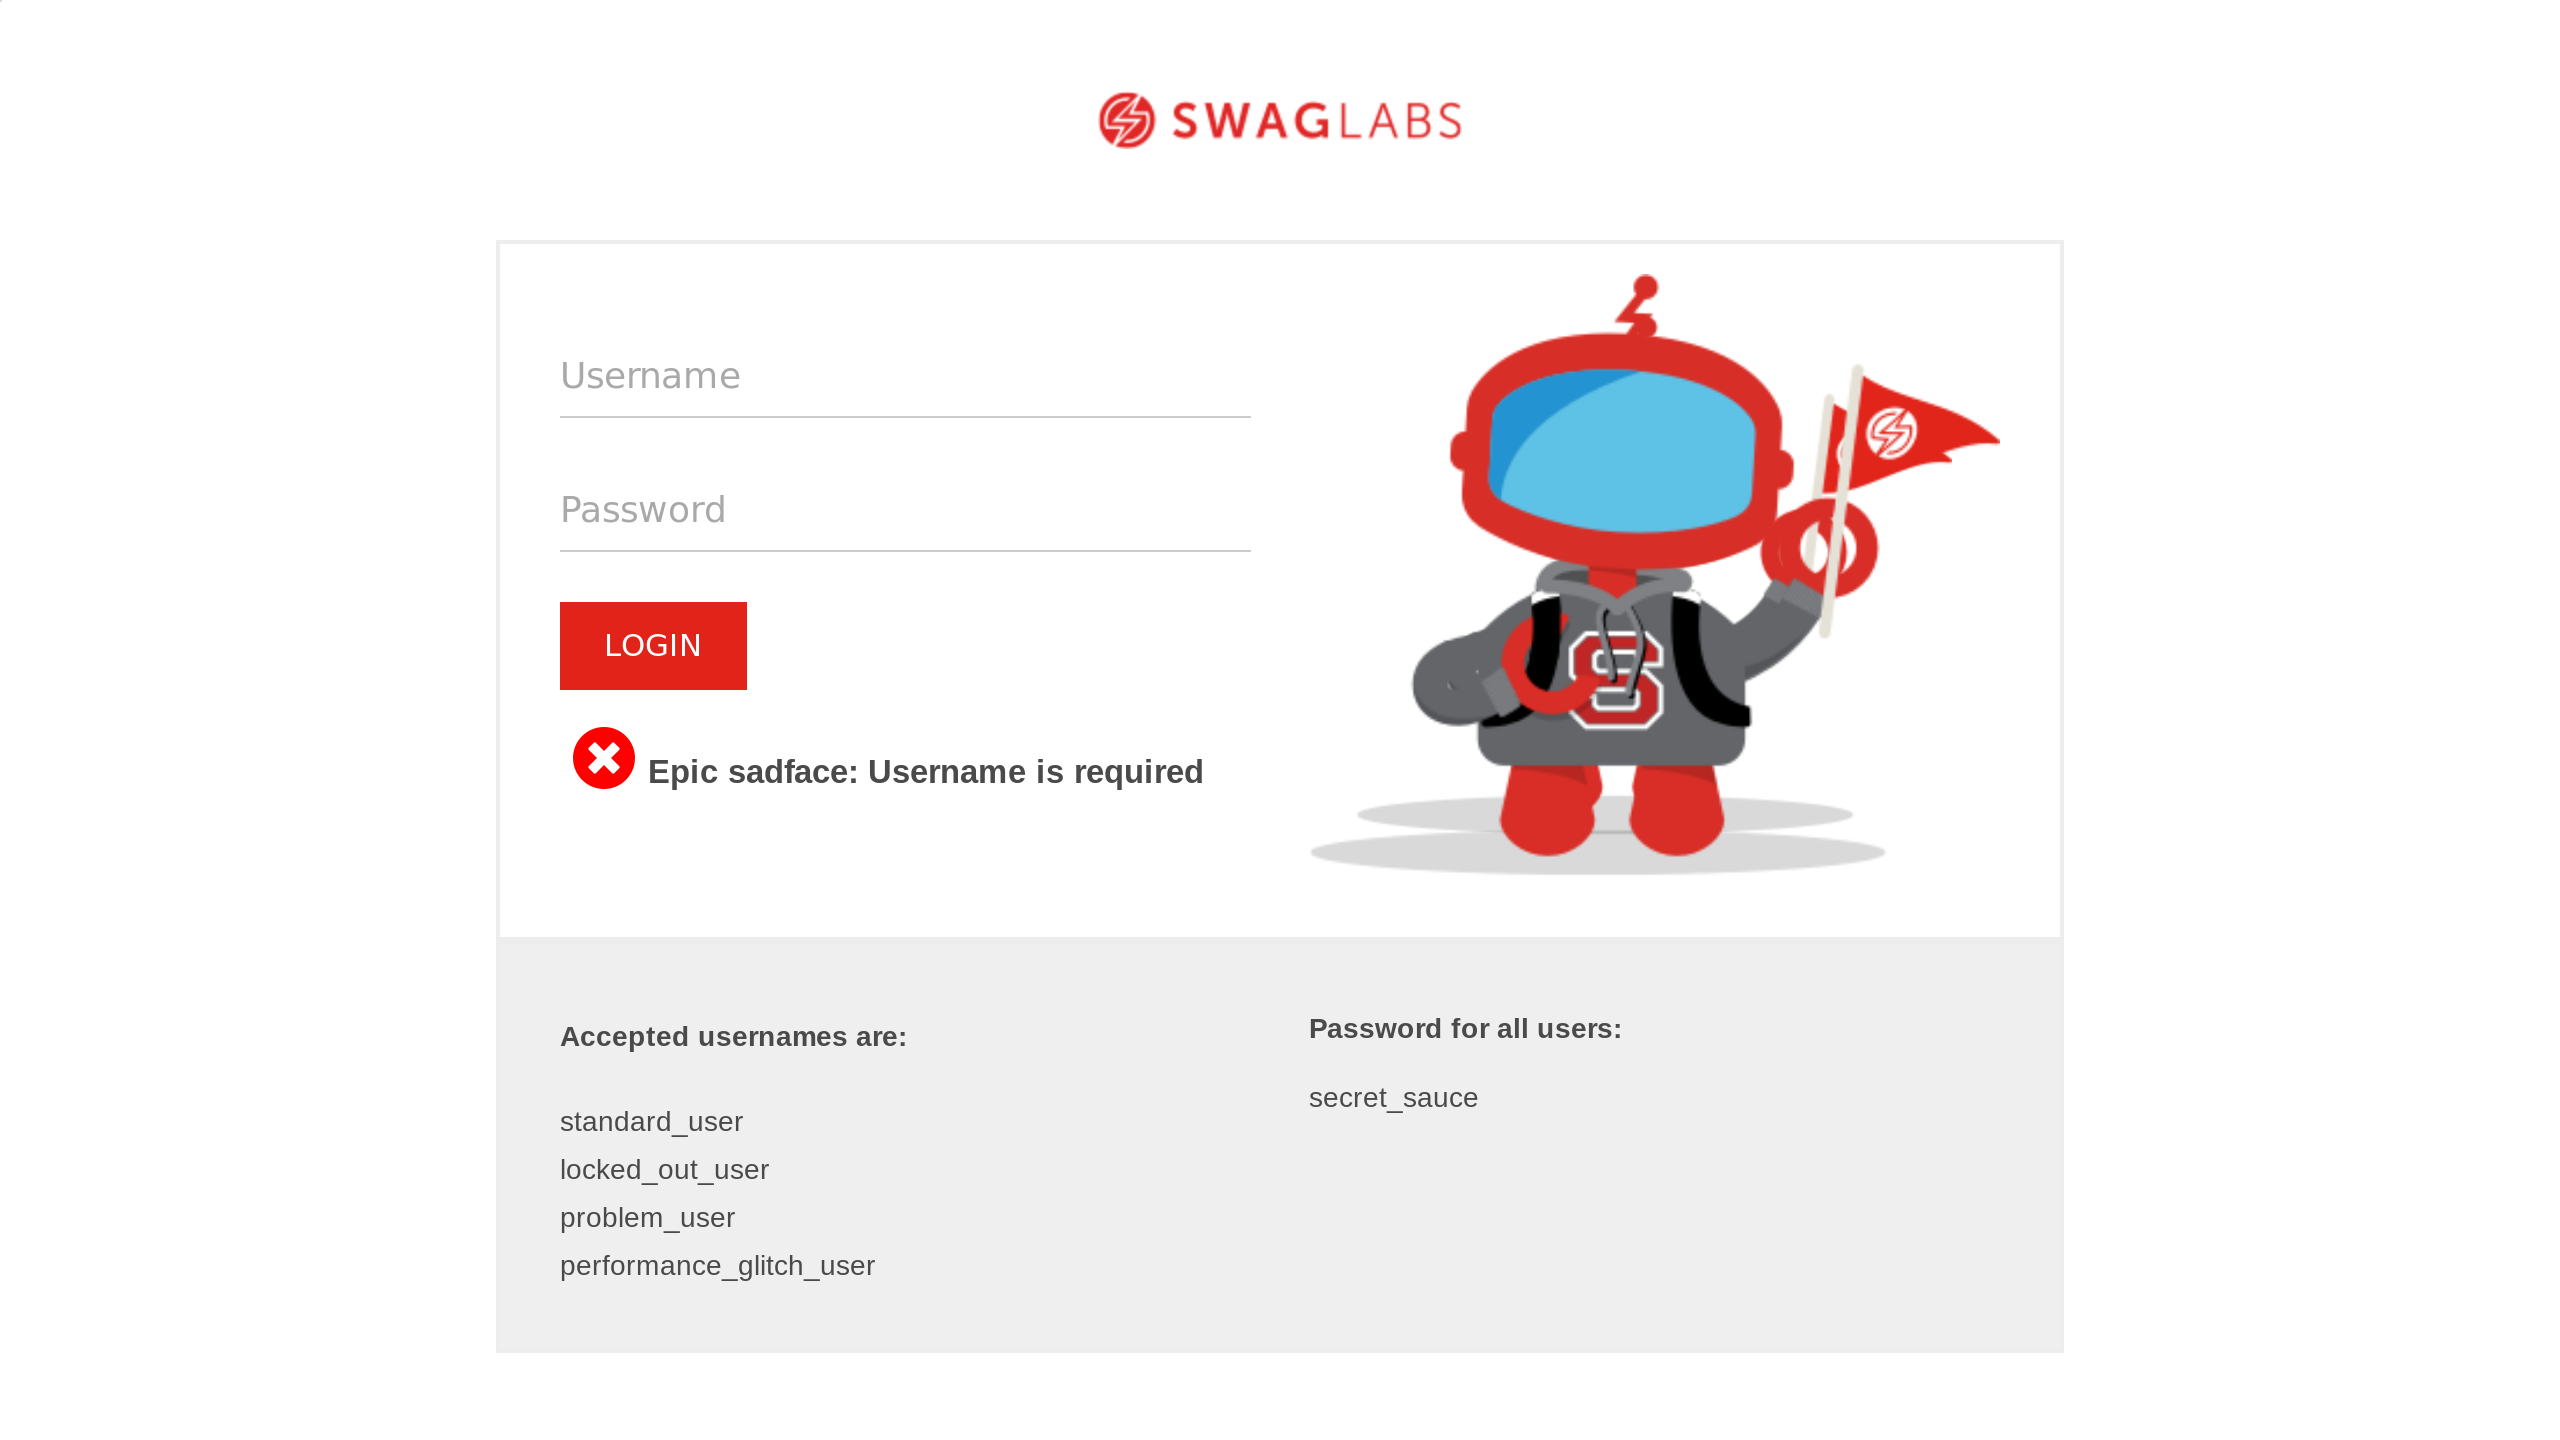 SWAGLABS
Username
Password
LOGIN
Epic sadface: Username is required
Accepted usernames are:
standard_user
locked_out_user
problem_user
performance_glitch_user
Password for all users:
secret_sauce
S